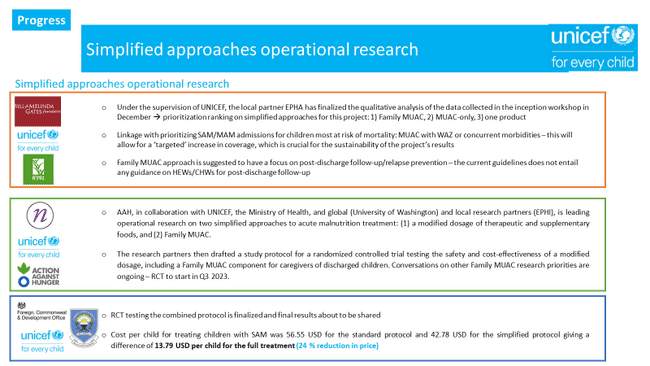 Progress
Simplified approaches operational research
unicef
for every child
Simplified approaches operational research
BILL & MELINDA
GATES foundation
o Under the supervision of UNICEF, the local partner EPHA has finalized the qualitative analysis of the data collected in the inception workshop in
December → prioritization ranking on simplified approaches for this project: 1) Family MUAC, 2) MUAC-only, 3) one product
unicef
for every child
o Linkage with prioritizing SAM/MAM admissions for children most at risk of mortality: MUAC with WAZ or concurrent morbidities – this will
allow for a 'targeted' increase in coverage, which is crucial for the sustainability of the project's results
o Family MUAC approach is suggested to have a focus on post-discharge follow-up/relapse prevention – the current guidelines does not entail
any guidance on HEWs/CHWs for post-discharge follow-up
n
unicef
for every child
ACTION
AGAINST
HUNGER
o AAH, in collaboration with UNICEF, the Ministry of Health, and global (University of Washington) and local research partners (EPHI), is leading
operational research on two simplified approaches to acute malnutrition treatment: (1) a modified dosage of therapeutic and supplementary
foods, and (2) Family MUAC.
o The research partners then drafted a study protocol for a randomized controlled trial testing the safety and cost-effectiveness of a modified
dosage, including a Family MUAC component for caregivers of discharged children. Conversations on other Family MUAC research priorities are
ongoing – RCT to start in Q3 2023.
Foreign, Commonwealth
& Development Office
unicef
for every child
o RCT testing the combined protocol is finalized and final results about to be shared
o Cost per child for treating children with SAM was 56.55 USD for the standard protocol and 42.78 USD for the simplified protocol giving a
difference of 13.79 USD per child for the full treatment (24 % reduction in price)